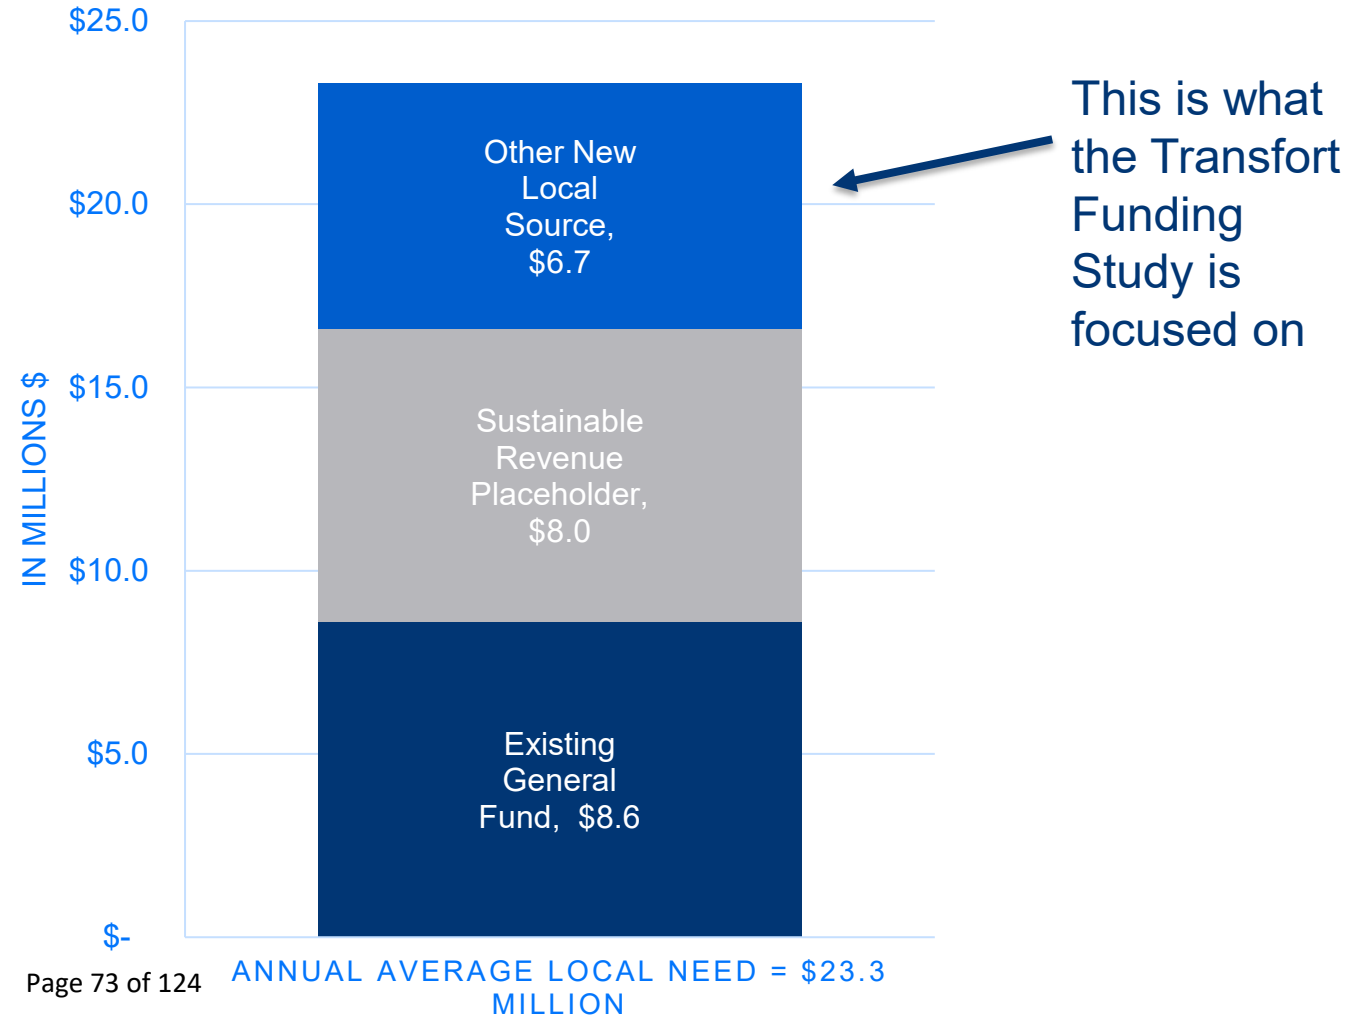 $25.0
$20.0
$15.0
$10.0
$5.0
$-
IN MILLIONS $
Other New
Local
Source,
$6.7
Sustainable
Revenue
Placeholder,
$8.0
Existing
General
Fund, $8.6
This is what
the Transfort
Funding
Study is
focused on
ANNUAL AVERAGE LOCAL NEED = $23.3
MILLION
Page 73 of 124